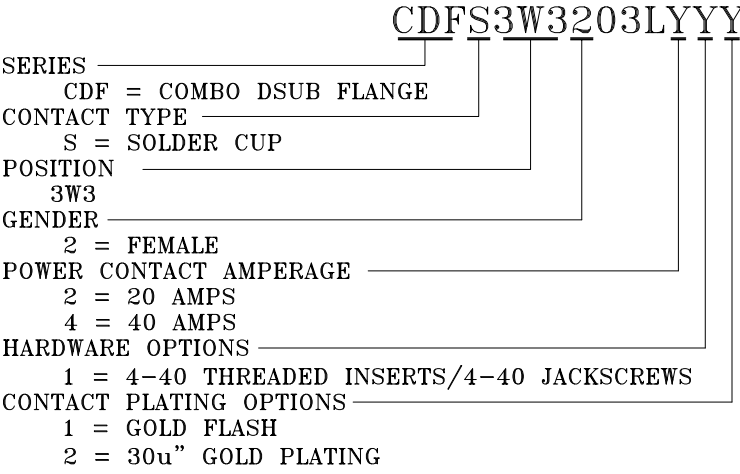 CDFS3W3203LYYY
SERIES
CDF = COMBO DSUB FLANGE
CONTACT TYPE
S = SOLDER CUP
POSITION
3W3
GENDER
2 = FEMALE
POWER CONTACT AMPERAGE
2 = 20 AMPS
4 = 40 AMPS
HARDWARE OPTIONS
1 = 4-40 THREADED INSERTS/4-40 JACKSCREWS
CONTACT PLATING OPTIONS
1 = GOLD FLASH
2 = 30u" GOLD PLATING